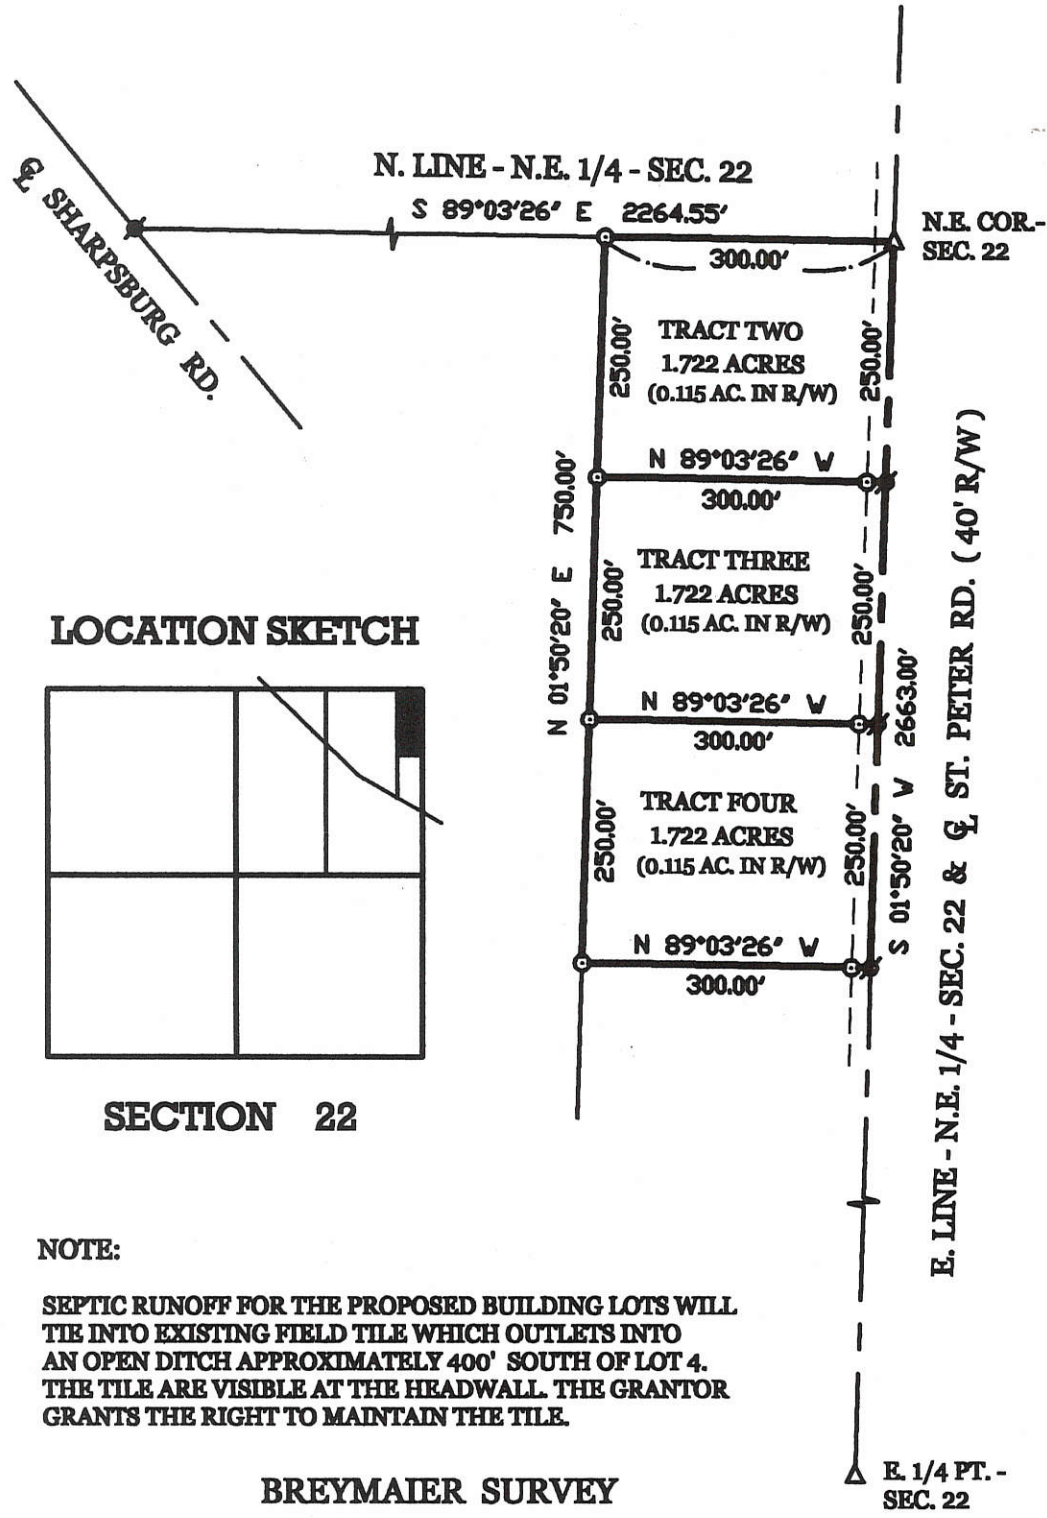 N. LINE - N.E. 1/4 - SEC. 22
S 89°03'26" E 2264.55'
℄ SHARPSBURG RD.
N.E. COR.-
SEC. 22
300.00'
250.00'
TRACT TWO
1.722 ACRES
(0.115 AC. IN R/W)
250.00'
N 89°03'26" W
300.00'
N 01°50'20" E 750.00'
250.00'
TRACT THREE
1.722 ACRES
(0.115 AC. IN R/W)
250.00'
N 89°03'26" W
300.00'
250.00'
TRACT FOUR
1.722 ACRES
(0.115 AC. IN R/W)
250.00'
N 89°03'26" W
300.00'
S 01°50'20" W 2663.00'
E. LINE - N.E. 1/4 - SEC. 22 & ℄ ST. PETER RD. (40' R/W)
LOCATION SKETCH
SECTION 22
NOTE:
SEPTIC RUNOFF FOR THE PROPOSED BUILDING LOTS WILL
TIE INTO EXISTING FIELD TILE WHICH OUTLETS INTO
AN OPEN DITCH APPROXIMATELY 400' SOUTH OF LOT 4.
THE TILE ARE VISIBLE AT THE HEADWALL. THE GRANTOR
GRANTS THE RIGHT TO MAINTAIN THE TILE.
BREYMAIER SURVEY
E. 1/4 PT. -
SEC. 22